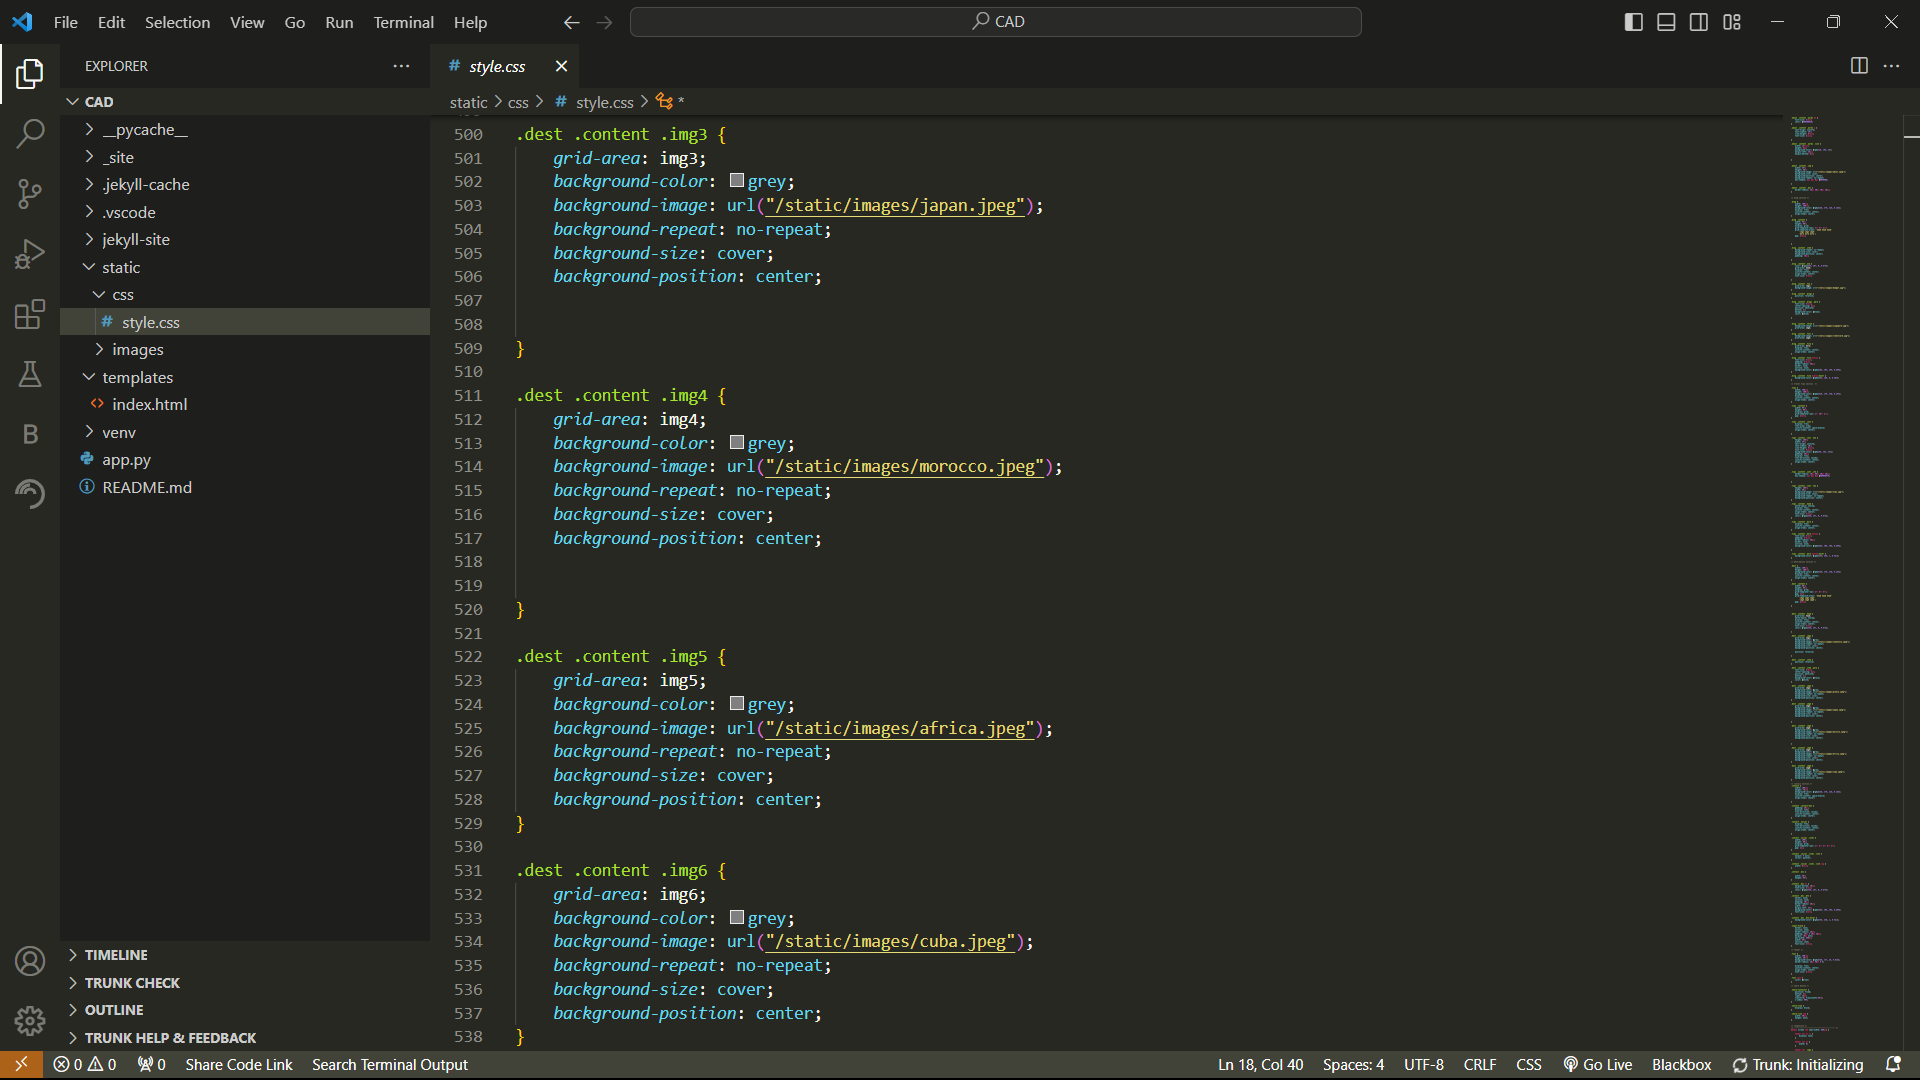 File Edit Selection View Go Run Terminal Help
CAD
EXPLORER
CAD
__pycache__
_site
.jekyll-cache
.vscode
jekyll-site
static
css
# style.css
images
templates
<> index.html
venv
app.py
README.md
TIMELINE
TRUNK CHECK
OUTLINE
TRUNK HELP & FEEDBACK
# style.css
static > css > # style.css > *
500 .dest .content .img3 {
501 grid-area: img3;
502 background-color: grey;
503 background-image: url("/static/images/japan.jpeg");
504 background-repeat: no-repeat;
505 background-size: cover;
506 background-position: center;
507
508
509 }
510
511 .dest .content .img4 {
512 grid-area: img4;
513 background-color: grey;
514 background-image: url("/static/images/morocco.jpeg");
515 background-repeat: no-repeat;
516 background-size: cover;
517 background-position: center;
518
519
520 }
521
522 .dest .content .img5 {
523 grid-area: img5;
524 background-color: grey;
525 background-image: url("/static/images/africa.jpeg");
526 background-repeat: no-repeat;
527 background-size: cover;
528 background-position: center;
529 }
530
531 .dest .content .img6 {
532 grid-area: img6;
533 background-color: grey;
534 background-image: url("/static/images/cuba.jpeg");
535 background-repeat: no-repeat;
536 background-size: cover;
537 background-position: center;
538 }
0 0 0 Share Code Link Search Terminal Output Ln 18, Col 40 Spaces: 4 UTF-8 CRLF CSS Go Live Blackbox Trunk: Initializing